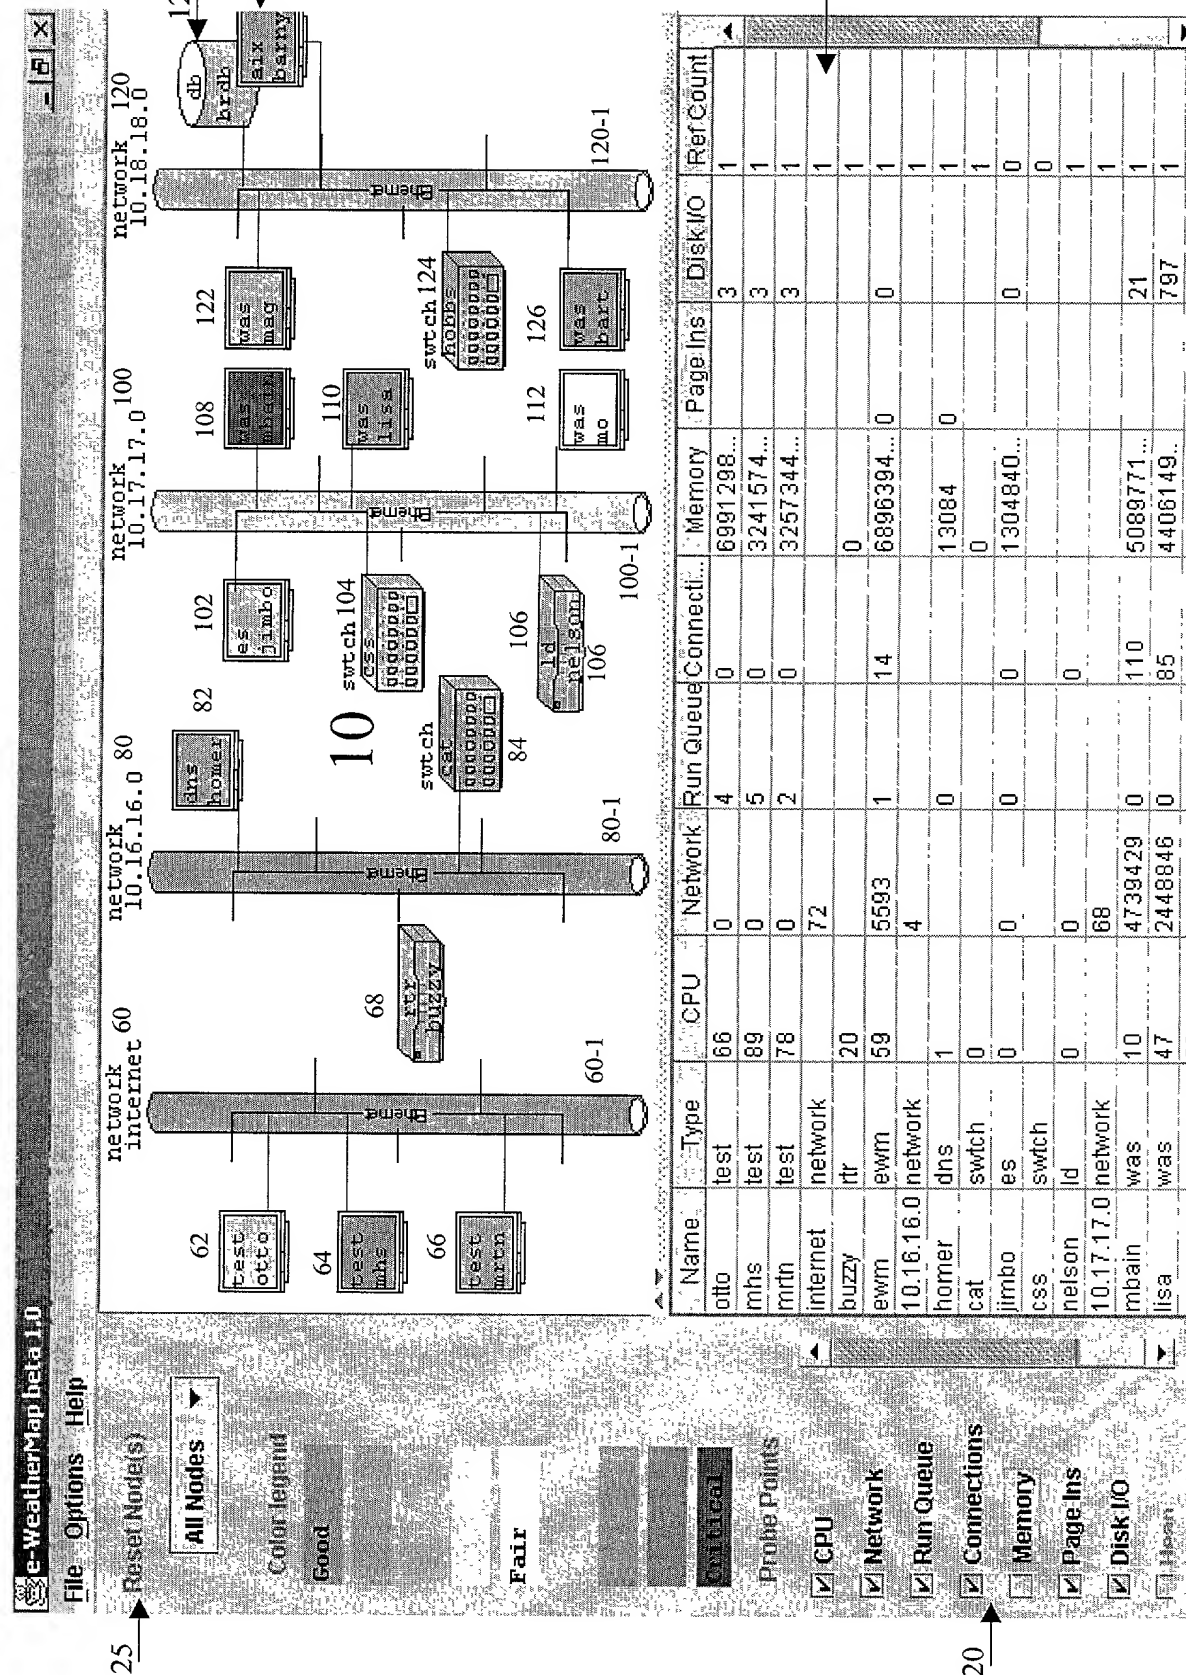 e-WeatherMap beta 1.0
File Options Help
25
Reset Node(s)
All Nodes
Color legend
Good
Fair
Critical
Probe Points
CPU
Network
Run Queue
Connections
Memory
Page Ins
Disk I/O
20
network
internet 60
network
10.16.16.0 80
network
10.17.17.0 100
network
10.18.18.0 120
62
test
otto
64
test
mhs
66
test
mrtn
60-1
68
rtr
buzzy
80-1
82
dns
homer
10
swtch
cat
84
102
es
jimbo
swtch 104
css
106
ld
nelson
106
100-1
108
was
mbain
110
was
lisa
112
was
mo
122
was
mag
swtch 124
hobbs
126
was
bart
120-1
db
hrdb
aix
barny
Name Type CPU Network Run Queue Connecti... Memory Page Ins Disk I/O Ref Count
otto test 66 0 4 0 6991298... 3 1
mhs test 89 0 5 0 3241574... 3 1
mrtn test 78 0 2 0 3257344... 3 1
internet network 72 1
buzzy rtr 20 0 1
ewm ewm 59 5593 1 14 6896394... 0 0 1
10.16.16.0 network 4 1
homer dns 1 0 13084 0 1
cat swtch 0 0 1
jimbo es 0 0 0 0 1304840... 0 0
css swtch 0
nelson ld 0 0 0 1
10.17.17.0 network 68 1
mbain was 10 4739429 0 110 5089771... 21 1
lisa was 47 2448846 0 85 4406149... 797 1